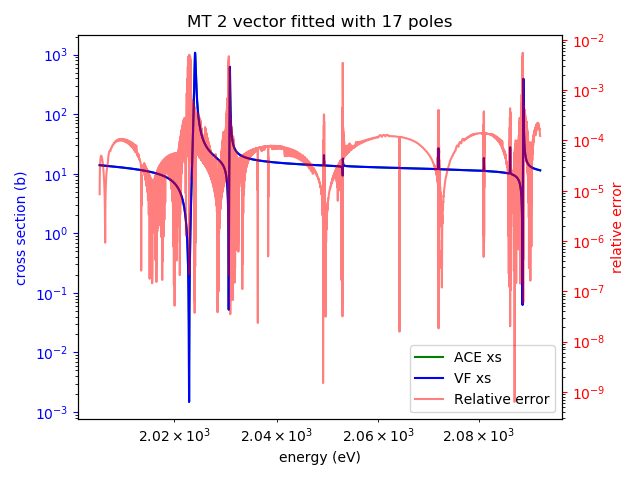 MT 2 vector fitted with 17 poles
10³
10²
10¹
10⁰
10⁻¹
10⁻²
10⁻³
cross section (b)
10⁻²
10⁻³
10⁻⁴
10⁻⁵
10⁻⁶
10⁻⁷
10⁻⁸
10⁻⁹
relative error
ACE xs
VF xs
Relative error
2.02 × 10³ 2.04 × 10³ 2.06 × 10³ 2.08 × 10³
energy (eV)